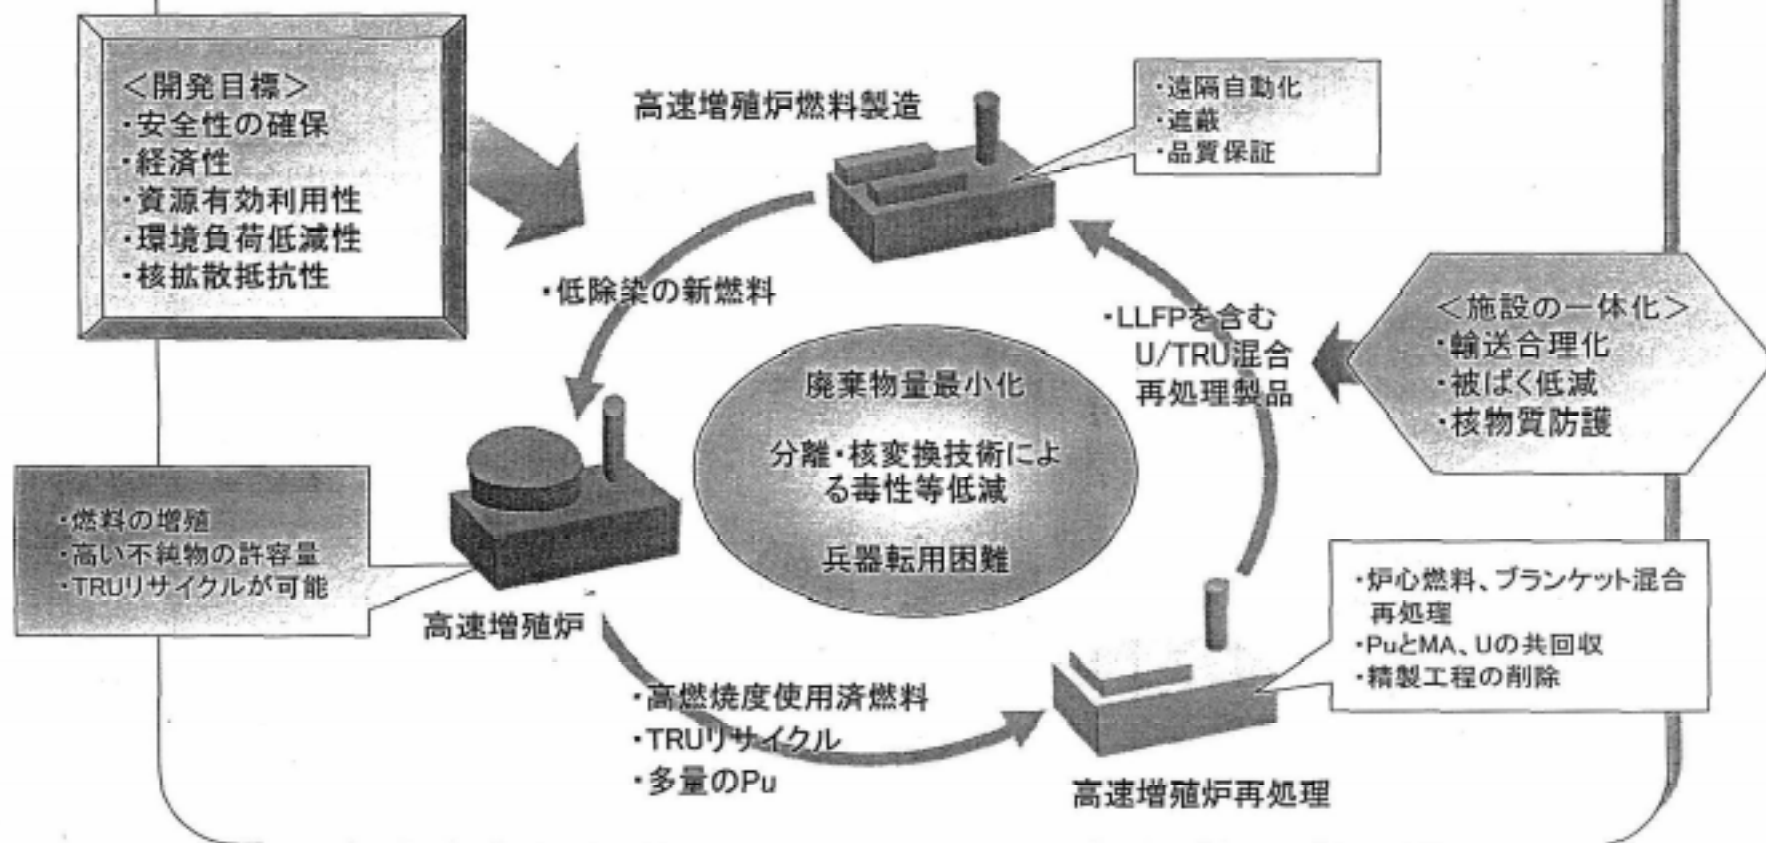 ＜開発目標＞
・安全性の確保
・経済性
・資源有効利用性
・環境負荷低減性
・核拡散抵抗性
高速増殖炉燃料製造
・遠隔自動化
・遮蔽
・品質保証
・低除染の新燃料
・LLFPを含む
U/TRU混合
再処理製品
＜施設の一体化＞
・輸送合理化
・被ばく低減
・核物質防護
廃棄物量最小化
分離・核変換技術によ
る毒性等低減
兵器転用困難
・燃料の増殖
・高い不純物の許容量
・TRUリサイクルが可能
高速増殖炉
・高燃焼度使用済燃料
・TRUリサイクル
・多量のPu
・炉心燃料、ブランケット混合
再処理
・PuとMA、Uの共回収
・精製工程の削除
高速増殖炉再処理